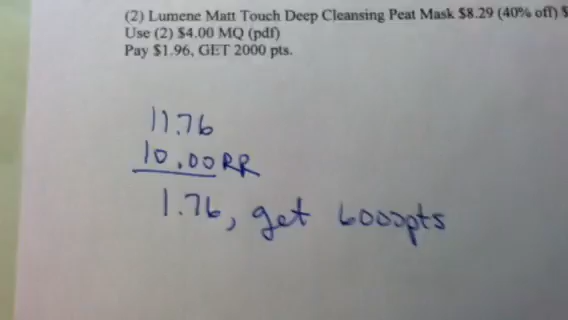 (2) Lumene Matt Touch Deep Cleansing Peat Mask $8.29 (40% off) $
Use (2) $4.00 MQ (pdf)
Pay $1.96, GET 2000 pts.
11.76
10.00RR
1.76, get 6000pts